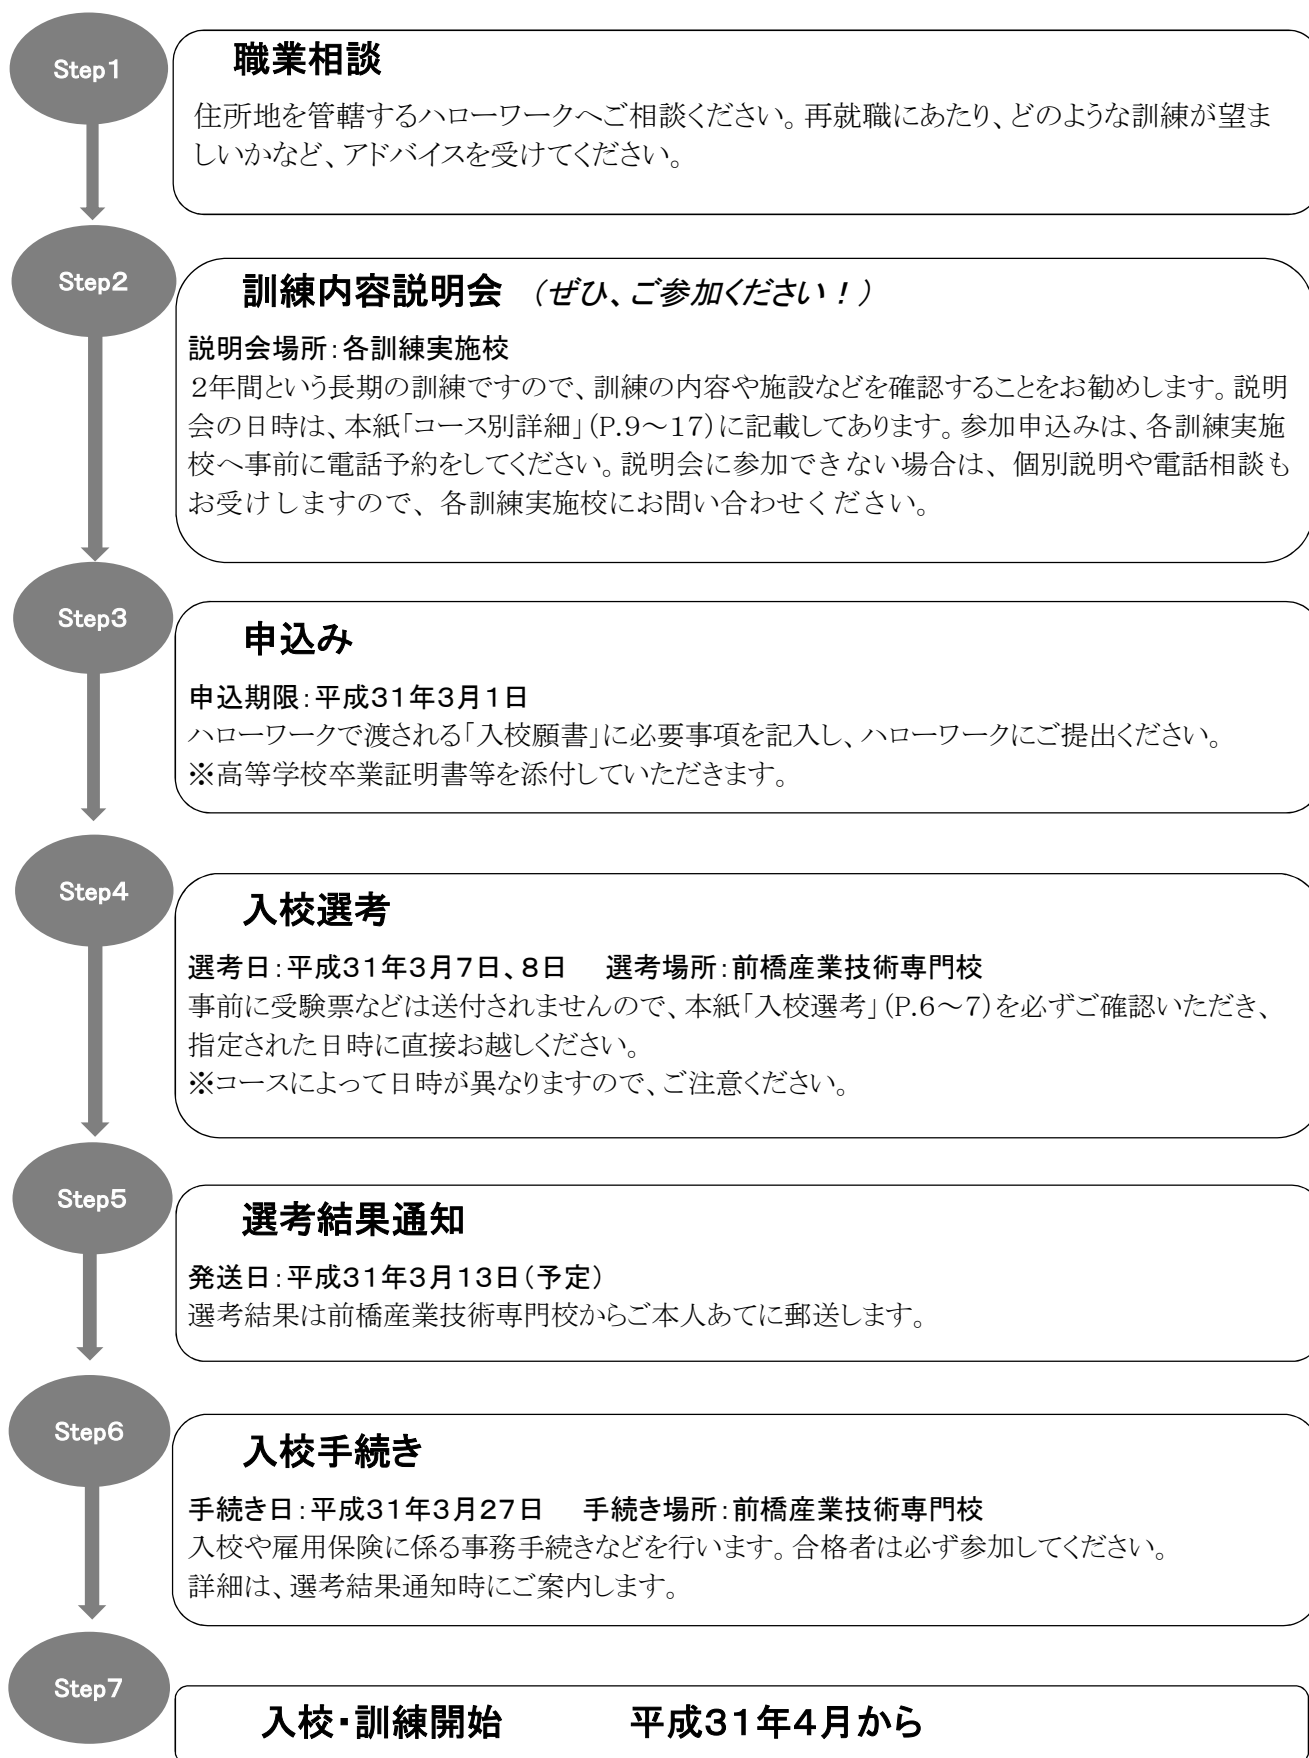 Step1
職業相談
住所地を管轄するハローワークへご相談ください。再就職にあたり、どのような訓練が望ま
しいかなど、アドバイスを受けてください。
Step2
訓練内容説明会 （ぜひ、ご参加ください！）
説明会場所：各訓練実施校
2年間という長期の訓練ですので、訓練の内容や施設などを確認することをお勧めします。説明
会の日時は、本紙「コース別詳細」（P.9～17）に記載してあります。参加申込みは、各訓練実施
校へ事前に電話予約をしてください。説明会に参加できない場合は、個別説明や電話相談も
お受けしますので、各訓練実施校にお問い合わせください。
Step3
申込み
申込期限：平成31年3月1日
ハローワークで渡される「入校願書」に必要事項を記入し、ハローワークにご提出ください。
※高等学校卒業証明書等を添付していただきます。
Step4
入校選考
選考日：平成31年3月7日、8日 選考場所：前橋産業技術専門校
事前に受験票などは送付されませんので、本紙「入校選考」（P.6～7）を必ずご確認いただき、
指定された日時に直接お越しください。
※コースによって日時が異なりますので、ご注意ください。
Step5
選考結果通知
発送日：平成31年3月13日（予定）
選考結果は前橋産業技術専門校からご本人あてに郵送します。
Step6
入校手続き
手続き日：平成31年3月27日 手続き場所：前橋産業技術専門校
入校や雇用保険に係る事務手続きなどを行います。合格者は必ず参加してください。
詳細は、選考結果通知時にご案内します。
Step7
入校・訓練開始 平成31年4月から